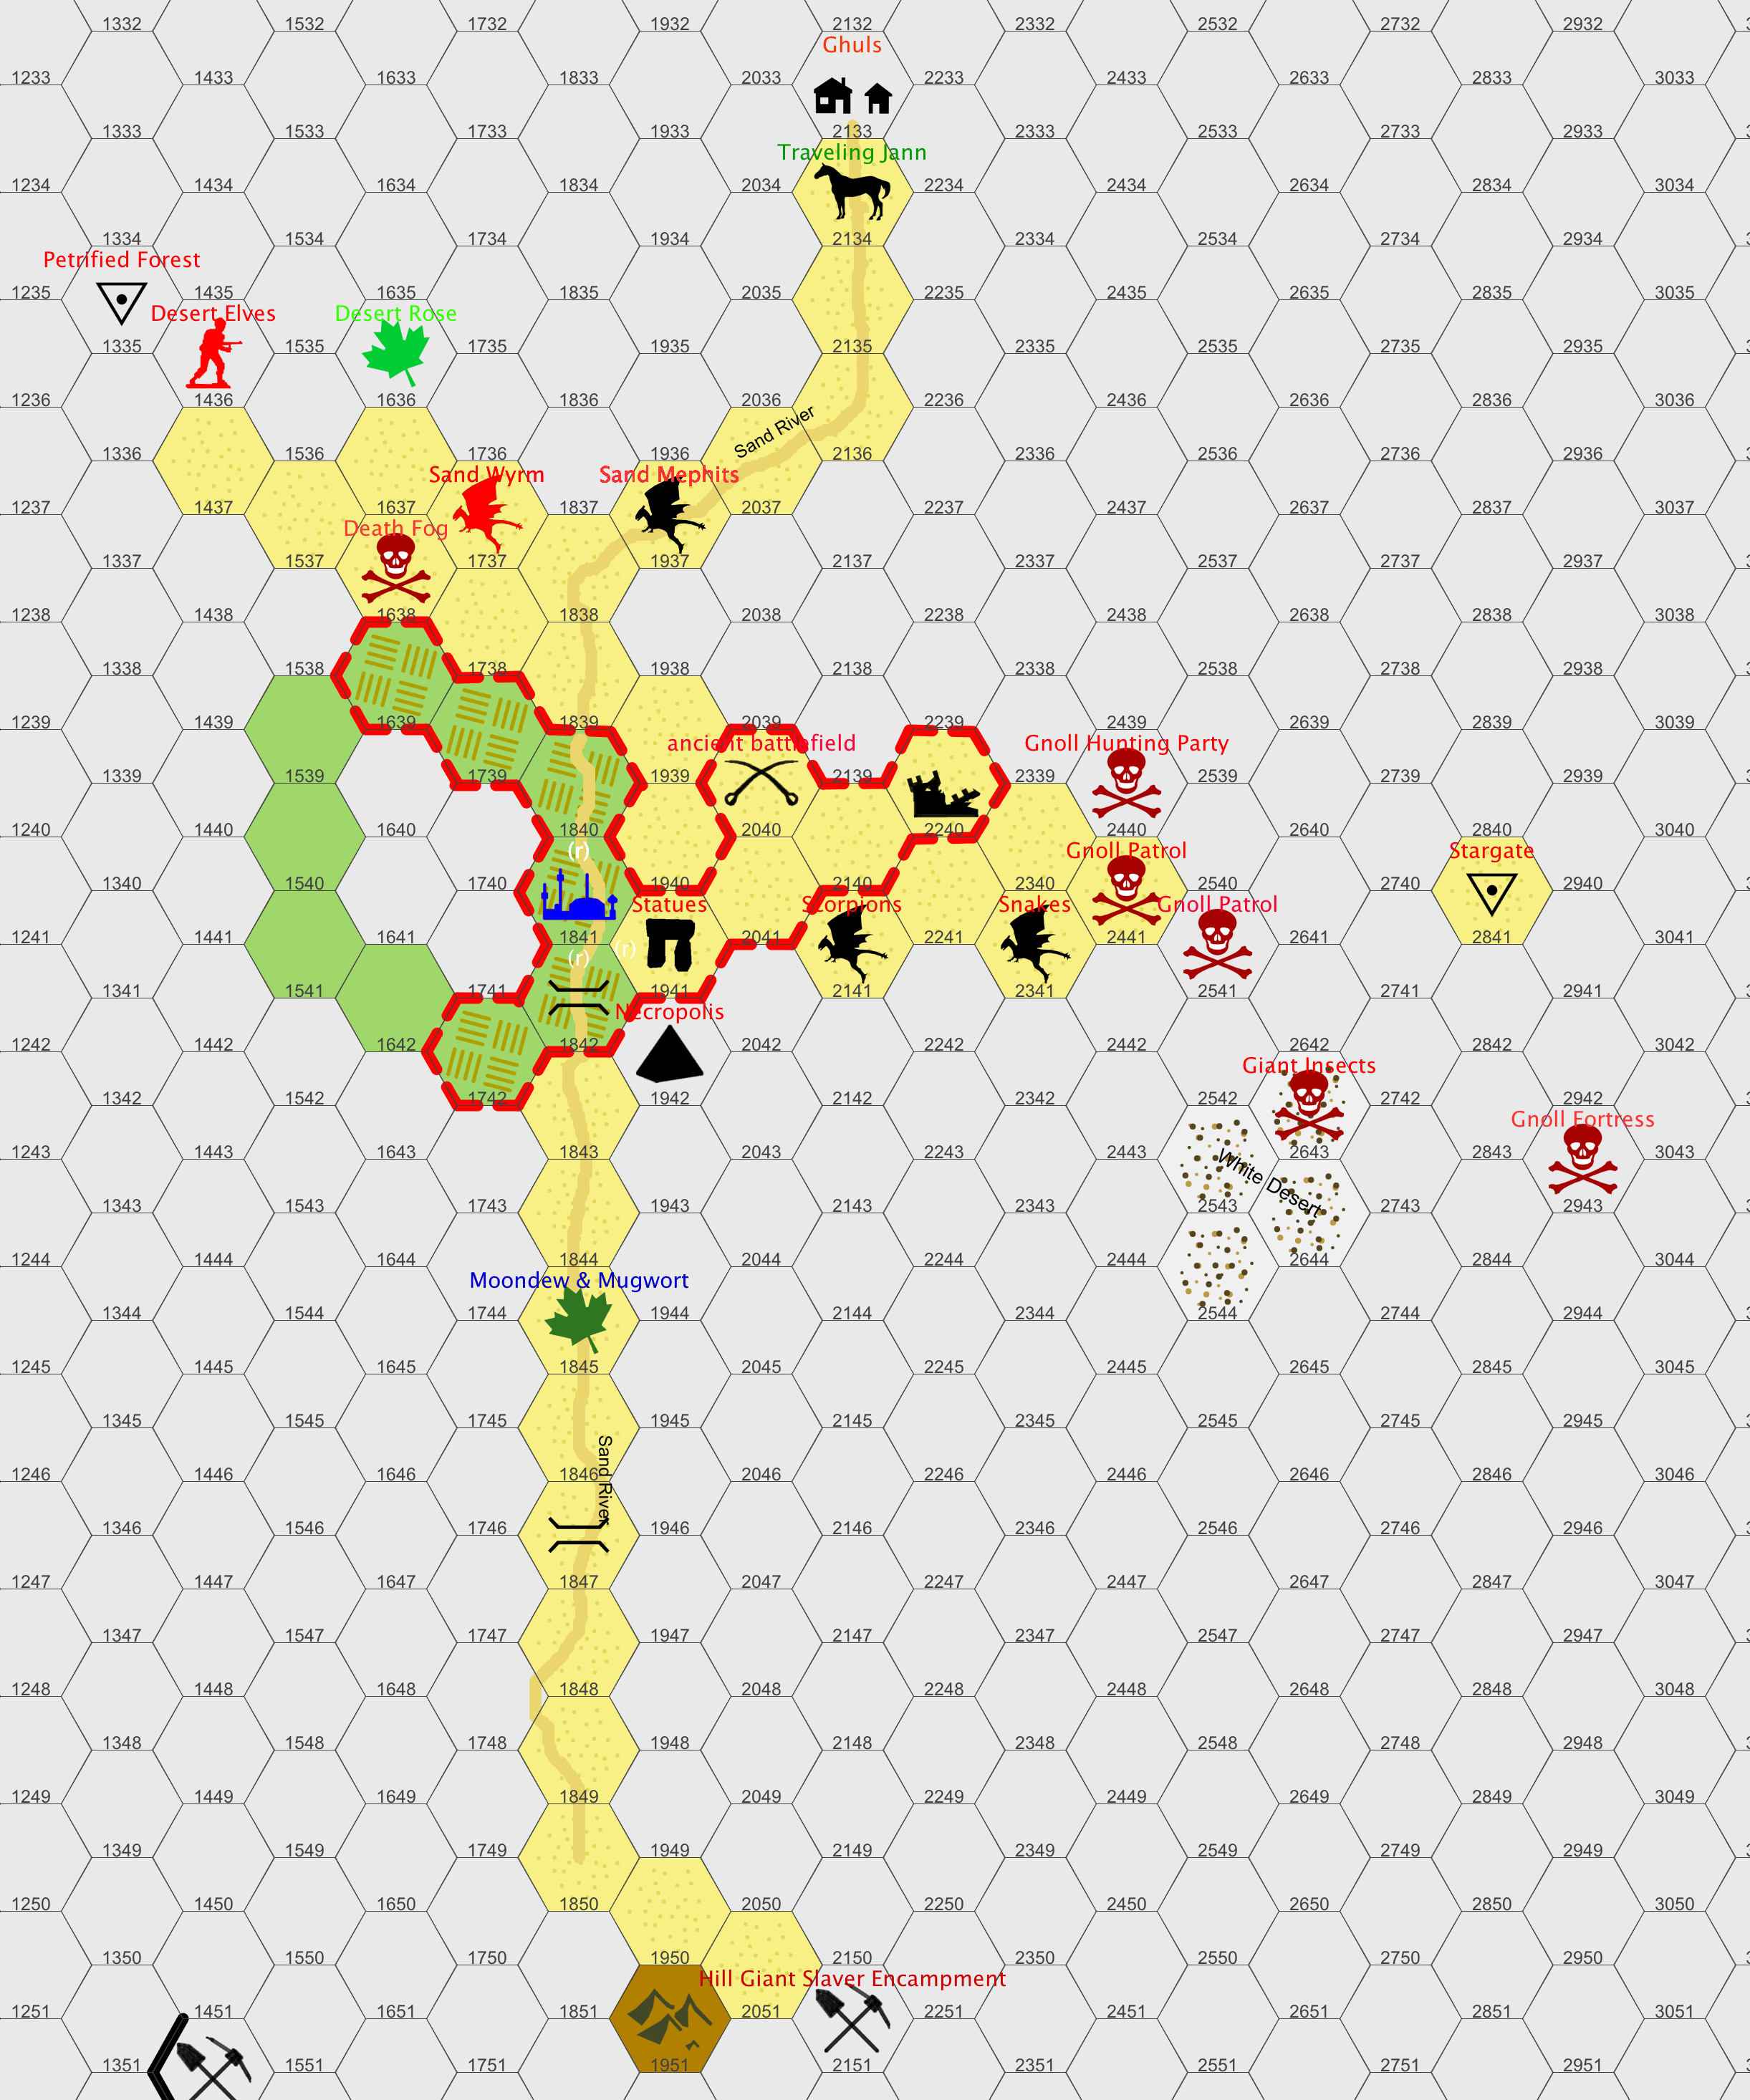 1332 1532 1732 1932 2132 2332 2532 2732 2932
Ghuls
1233 1433 1633 1833 2033 2233 2433 2633 2833 3033
1333 1533 1733 1933 2133 2333 2533 2733 2933
Traveling Jann
1234 1434 1634 1834 2034 2234 2434 2634 2834 3034
1334 1534 1734 1934 2134 2334 2534 2734 2934
Petrified Forest
1235 1435 1635 1835 2035 2235 2435 2635 2835 3035
Desert Elves Desert Rose
1335 1535 1735 1935 2135 2335 2535 2735 2935
1236 1436 1636 1836 2036 2236 2436 2636 2836 3036
Sand River
1336 1536 1736 1936 2136 2336 2536 2736 2936
Sand Wyrm Sand Mephits
1237 1437 1637 1837 2037 2237 2437 2637 2837 3037
Death Fog
1337 1537 1737 1937 2137 2337 2537 2737 2937
1238 1438 1638 1838 2038 2238 2438 2638 2838 3038
1338 1538 1738 1938 2138 2338 2538 2738 2938
1239 1439 1639 1839 2039 2239 2439 2639 2839 3039
ancient battlefield Gnoll Hunting Party
1339 1539 1739 1939 2139 2339 2539 2739 2939
1240 1440 1640 1840 2040 2240 2440 2640 2840 3040
(r) Gnoll Patrol Stargate
1340 1540 1740 1940 2140 2340 2540 2740 2940
Statues Scorpions Snakes Gnoll Patrol
1241 1441 1641 1841 2041 2241 2441 2641 2841 3041
(r) (r)
1341 1541 1741 1941 2141 2341 2541 2741 2941
Necropolis
1242 1442 1642 1842 2042 2242 2442 2642 2842 3042
Giant Insects
1342 1542 1742 1942 2142 2342 2542 2742 2942
Gnoll Fortress
1243 1443 1643 1843 2043 2243 2443 2643 2843 3043
White Desert
1343 1543 1743 1943 2143 2343 2543 2743 2943
1244 1444 1644 1844 2044 2244 2444 2644 2844 3044
Moondew & Mugwort
1344 1544 1744 1944 2144 2344 2544 2744 2944
1245 1445 1645 1845 2045 2245 2445 2645 2845 3045
1345 1545 1745 1945 2145 2345 2545 2745 2945
1246 1446 1646 1846 2046 2246 2446 2646 2846 3046
Sand River
1346 1546 1746 1946 2146 2346 2546 2746 2946
1247 1447 1647 1847 2047 2247 2447 2647 2847 3047
1347 1547 1747 1947 2147 2347 2547 2747 2947
1248 1448 1648 1848 2048 2248 2448 2648 2848 3048
1348 1548 1748 1948 2148 2348 2548 2748 2948
1249 1449 1649 1849 2049 2249 2449 2649 2849 3049
1349 1549 1749 1949 2149 2349 2549 2749 2949
1250 1450 1650 1850 2050 2250 2450 2650 2850 3050
1350 1550 1750 1950 2150 2350 2550 2750 2950
Hill Giant Slaver Encampment
1251 1451 1651 1851 2051 2251 2451 2651 2851 3051
1351 1551 1751 1951 2151 2351 2551 2751 2951